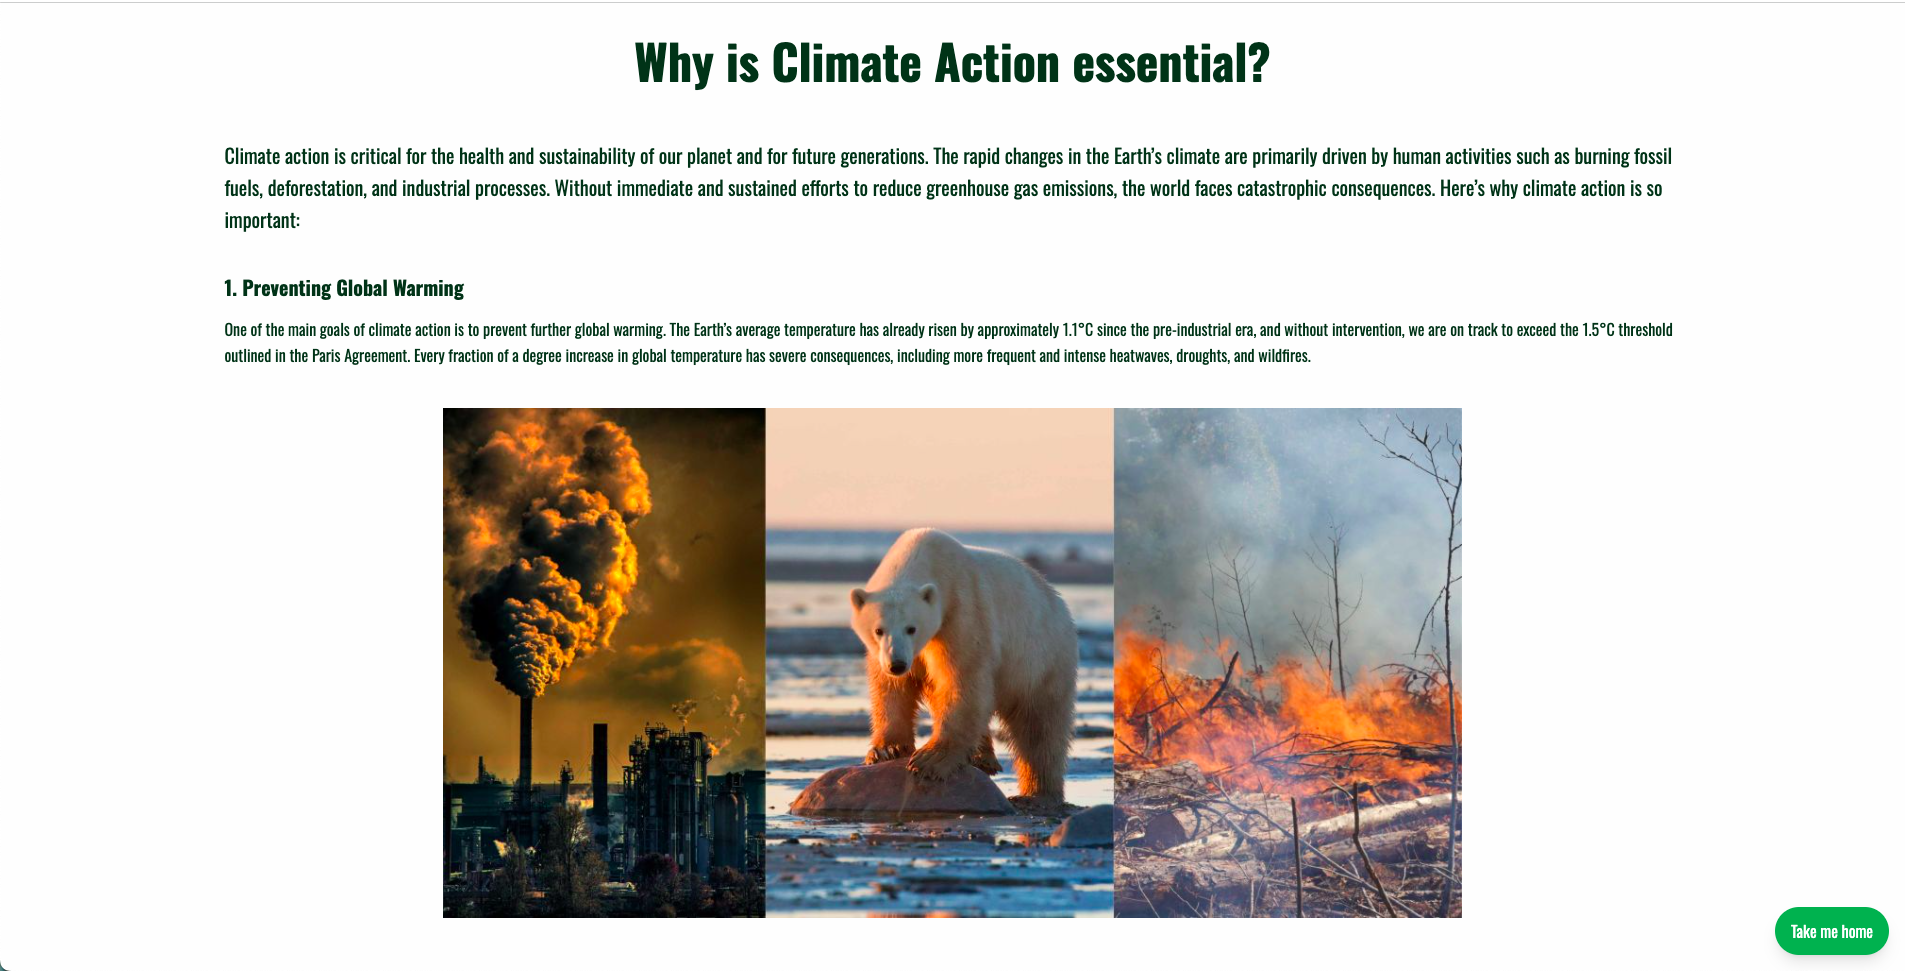 Why is Climate Action essential?
Climate action is critical for the health and sustainability of our planet and for future generations. The rapid changes in the Earth’s climate are primarily driven by human activities such as burning fossil
fuels, deforestation, and industrial processes. Without immediate and sustained efforts to reduce greenhouse gas emissions, the world faces catastrophic consequences. Here’s why climate action is so
important:
1. Preventing Global Warming
One of the main goals of climate action is to prevent further global warming. The Earth’s average temperature has already risen by approximately 1.1°C since the pre-industrial era, and without intervention, we are on track to exceed the 1.5°C threshold
outlined in the Paris Agreement. Every fraction of a degree increase in global temperature has severe consequences, including more frequent and intense heatwaves, droughts, and wildfires.
Take me home